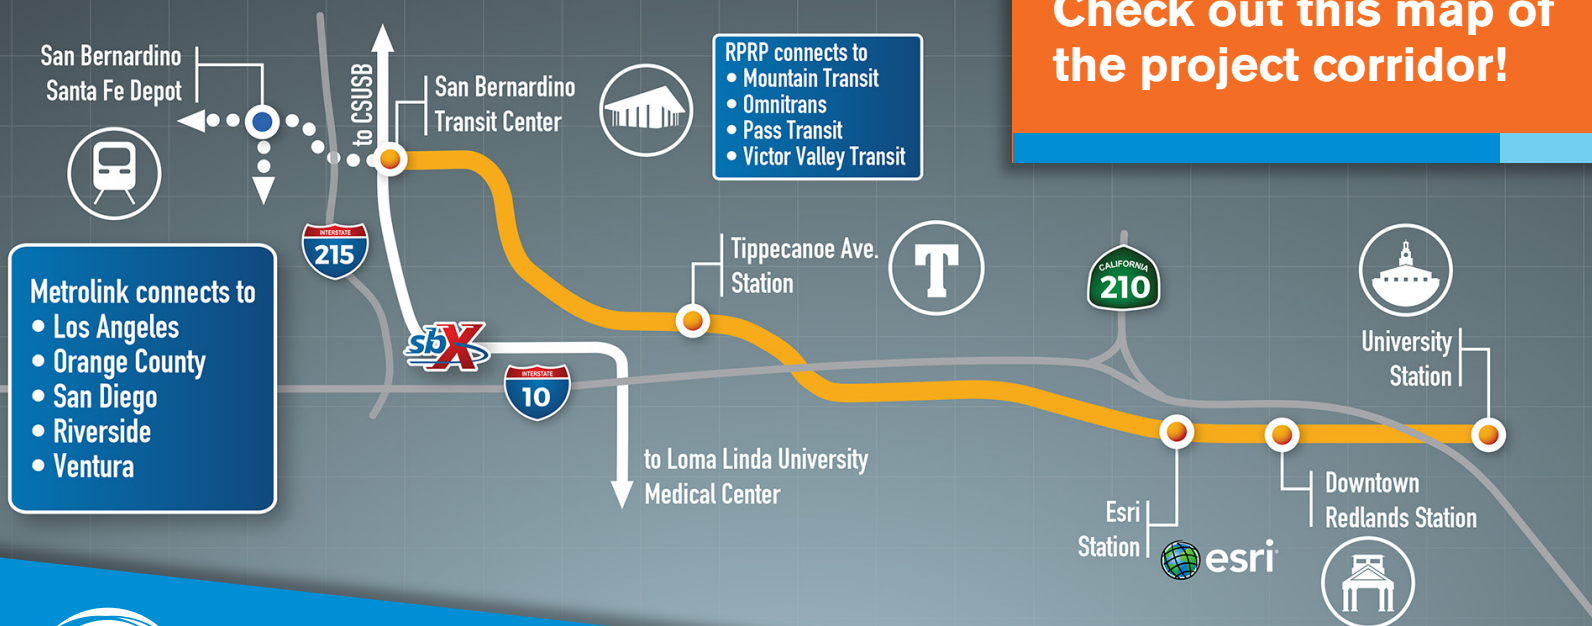 Check out this map of
the project corridor!
San Bernardino
Santa Fe Depot
to CSUSB
San Bernardino
Transit Center
RPRP connects to
• Mountain Transit
• Omnitrans
• Pass Transit
• Victor Valley Transit
INTERSTATE
215
Tippecanoe Ave.
Station
T
CALIFORNIA
210
University
Station
Metrolink connects to
• Los Angeles
• Orange County
• San Diego
• Riverside
• Ventura
sbX
INTERSTATE
10
to Loma Linda University
Medical Center
Esri
Station
esri
Downtown
Redlands Station